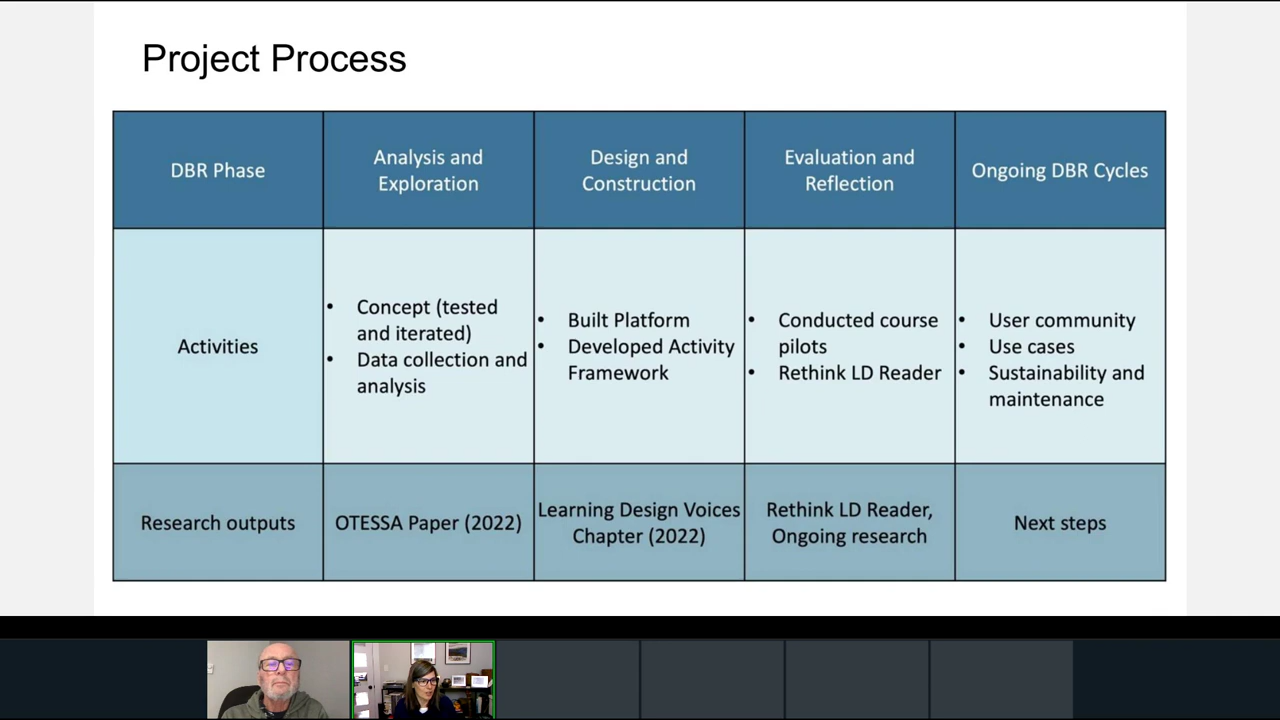 Project Process
DBR Phase
Analysis and
Exploration
Design and
Construction
Evaluation and
Reflection
Ongoing DBR Cycles
Activities
• Concept (tested
and iterated)
• Data collection and
analysis
• Built Platform
• Developed Activity
Framework
• Conducted course
pilots
• Rethink LD Reader
• User community
• Use cases
• Sustainability and
maintenance
Research outputs
OTESSA Paper (2022)
Learning Design Voices
Chapter (2022)
Rethink LD Reader,
Ongoing research
Next steps